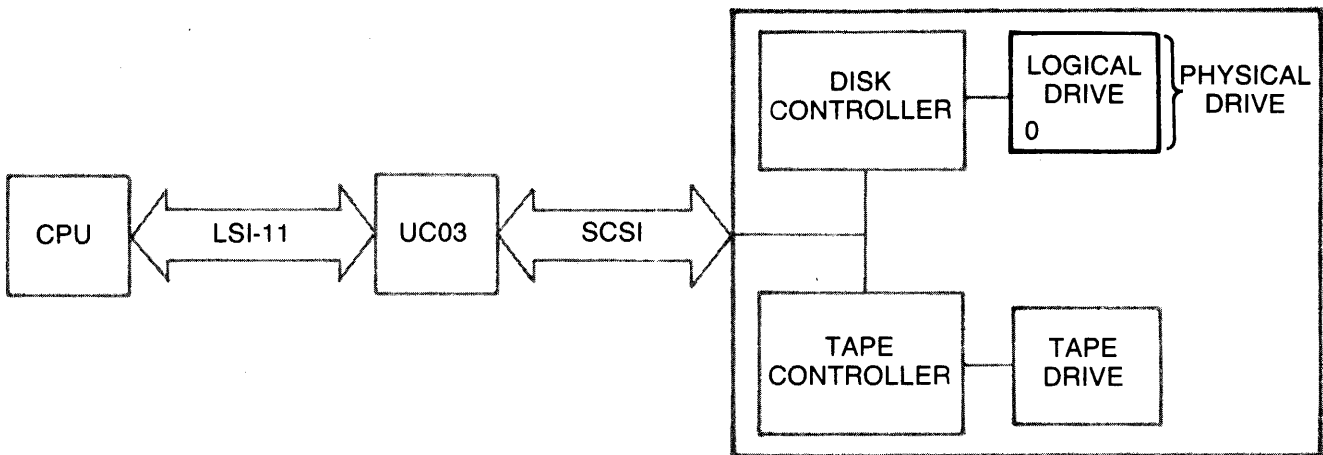 CPU
LSI-11
UC03
SCSI
DISK
CONTROLLER
LOGICAL
DRIVE
0
PHYSICAL
DRIVE
TAPE
CONTROLLER
TAPE
DRIVE